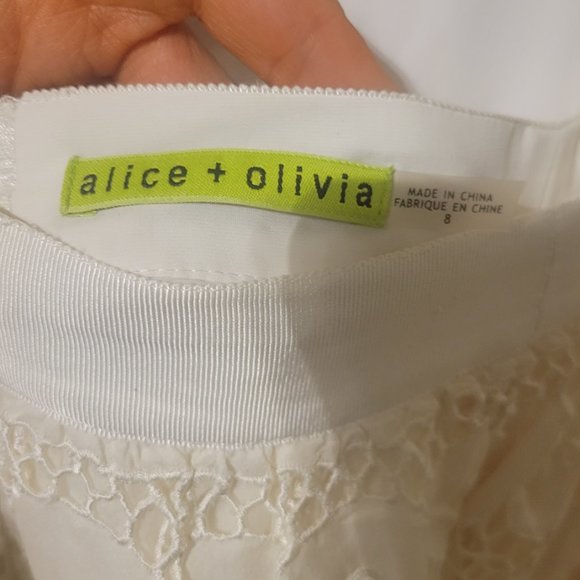 alice + olivia
MADE IN CHINA
FABRIQUE EN CHINE
8